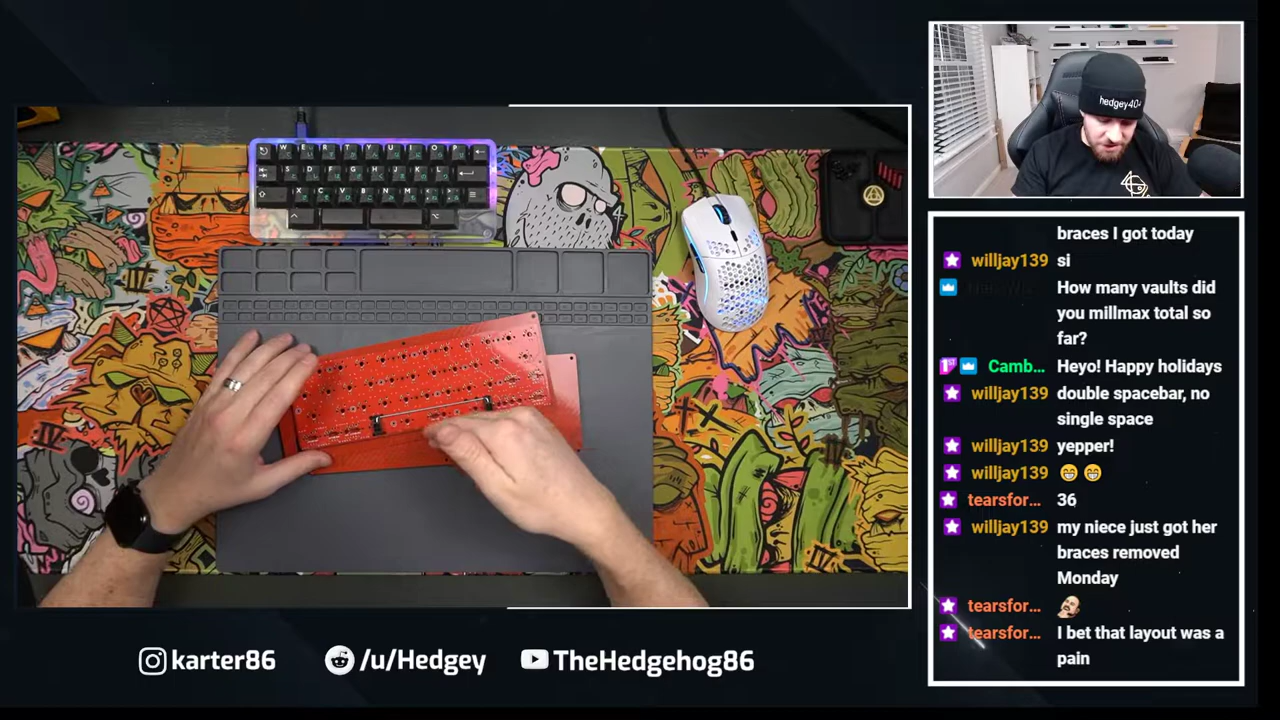 hedgey40
W E R T Y U I O P
S D F G H J K L
X C V B N M
braces I got today
willjay139 si
How many vaults did
you millmax total so
far?
Camb... Heyo! Happy holidays
willjay139 double spacebar, no
single space
willjay139 yepper!
willjay139
tearsfor... 36
willjay139 my niece just got her
braces removed
Monday
tearsfor...
tearsfor... I bet that layout was a
pain
karter86
/u/Hedgey
TheHedgehog86